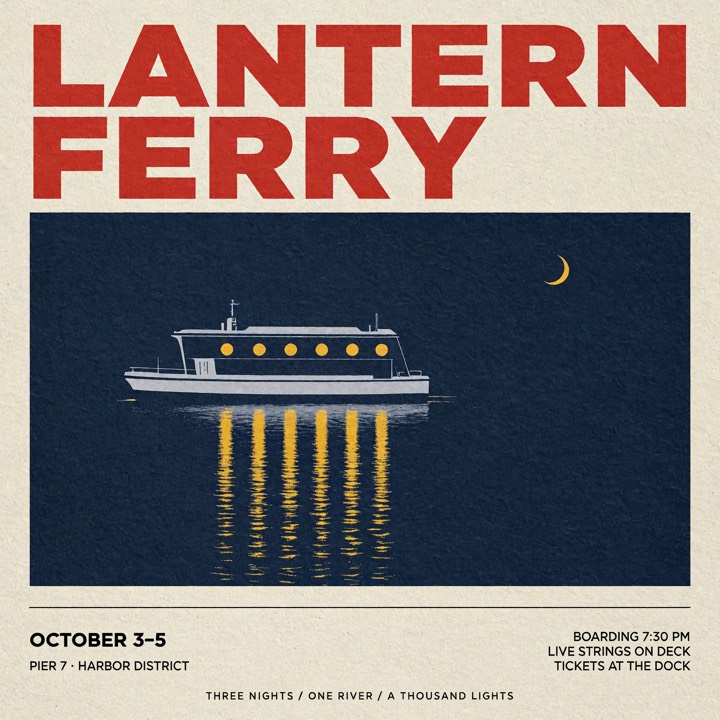 LANTERN
FERRY
OCTOBER 3–5
PIER 7 · HARBOR DISTRICT
BOARDING 7:30 PM
LIVE STRINGS ON DECK
TICKETS AT THE DOCK
THREE NIGHTS / ONE RIVER / A THOUSAND LIGHTS